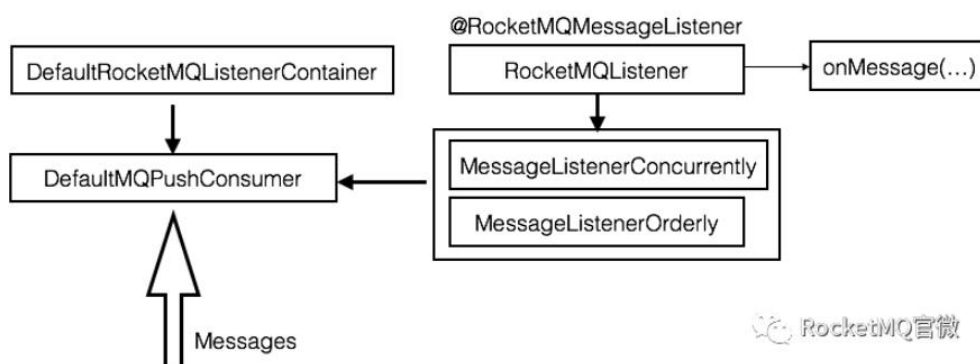 @RocketMQMessageListener
DefaultRocketMQListenerContainer
RocketMQListener
onMessage(...)
DefaultMQPushConsumer
MessageListenerConcurrently
MessageListenerOrderly
Messages
RocketMQ官微